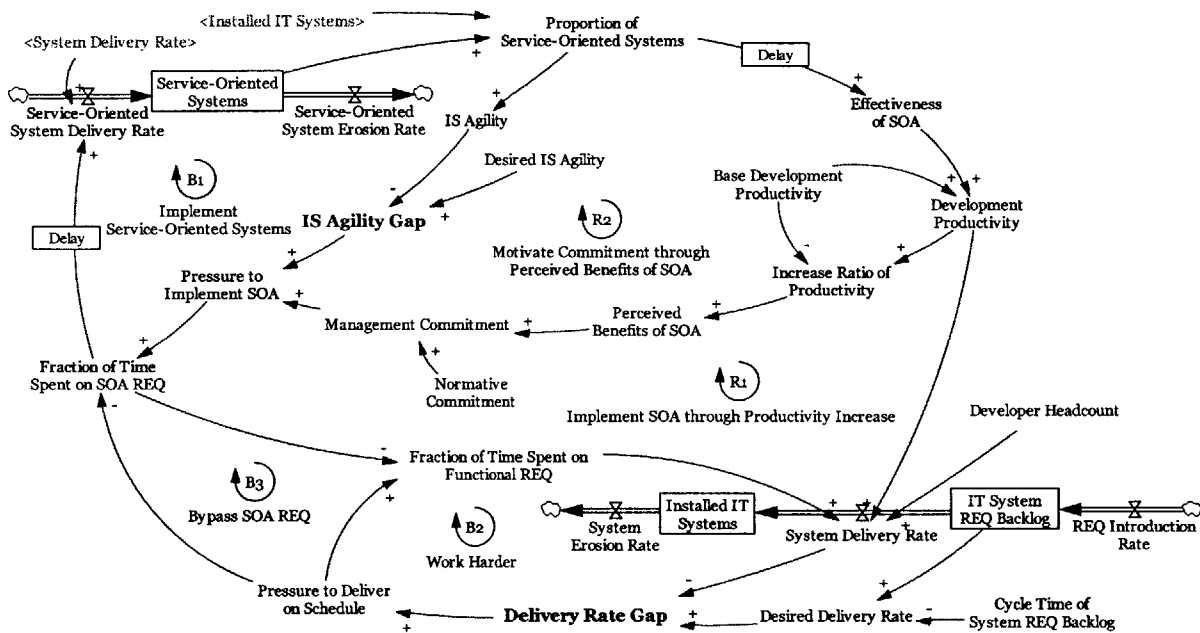 <Installed IT Systems>
Proportion of
Service-Oriented Systems
+
<System Delivery Rate>
Delay
+
Service-Oriented
Systems
+
Service-Oriented
System Delivery Rate
Service-Oriented
System Erosion Rate
+
IS Agility
Effectiveness
of SOA
+
B1
Implement
Service-Oriented Systems
Delay
-
Desired IS Agility
+
IS Agility Gap
R2
Motivate Commitment through
Perceived Benefits of SOA
Base Development
Productivity
+ +
Development
Productivity
-
+
Increase Ratio of
Productivity
+
Pressure to
Implement SOA
+
Management Commitment
+
Perceived
Benefits of SOA
+
+
Fraction of Time
Spent on SOA REQ
-
+
Normative
Commitment
R1
Implement SOA through Productivity Increase
Developer Headcount
-
Fraction of Time Spent on
Functional REQ
+
B3
Bypass SOA REQ
B2
Work Harder
System
Erosion Rate
Installed IT
Systems
+ +
+
System Delivery Rate
IT System
REQ Backlog
REQ Introduction
Rate
-
+
Pressure to Deliver
on Schedule
+
Delivery Rate Gap
+
Desired Delivery Rate
-
Cycle Time of
System REQ Backlog